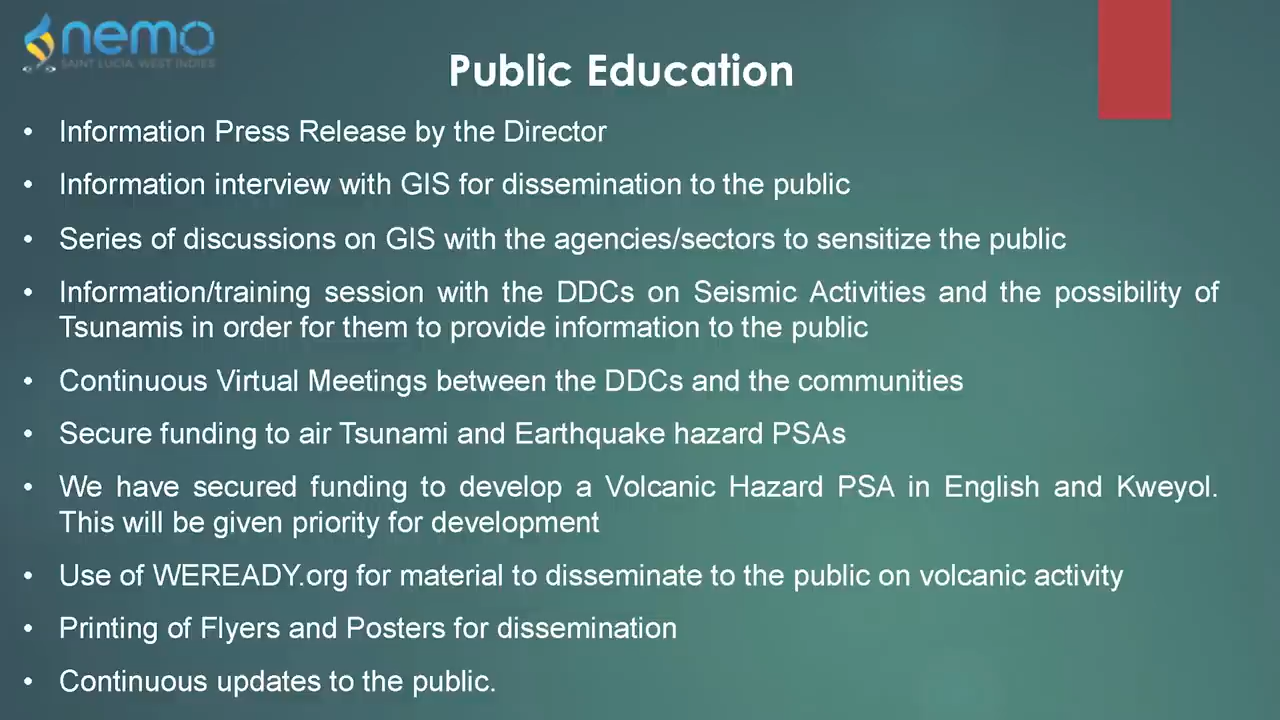 nemo
SAINT LUCIA, WEST INDIES
Public Education
• Information Press Release by the Director
• Information interview with GIS for dissemination to the public
• Series of discussions on GIS with the agencies/sectors to sensitize the public
• Information/training session with the DDCs on Seismic Activities and the possibility of
Tsunamis in order for them to provide information to the public
• Continuous Virtual Meetings between the DDCs and the communities
• Secure funding to air Tsunami and Earthquake hazard PSAs
• We have secured funding to develop a Volcanic Hazard PSA in English and Kweyol.
This will be given priority for development
• Use of WEREADY.org for material to disseminate to the public on volcanic activity
• Printing of Flyers and Posters for dissemination
• Continuous updates to the public.